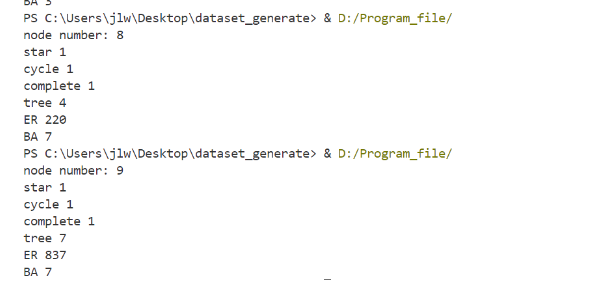 BA 3
PS C:\Users\jlw\Desktop\dataset_generate> & D:/Program_file/
node number: 8
star 1
cycle 1
complete 1
tree 4
ER 220
BA 7
PS C:\Users\jlw\Desktop\dataset_generate> & D:/Program_file/
node number: 9
star 1
cycle 1
complete 1
tree 7
ER 837
BA 7